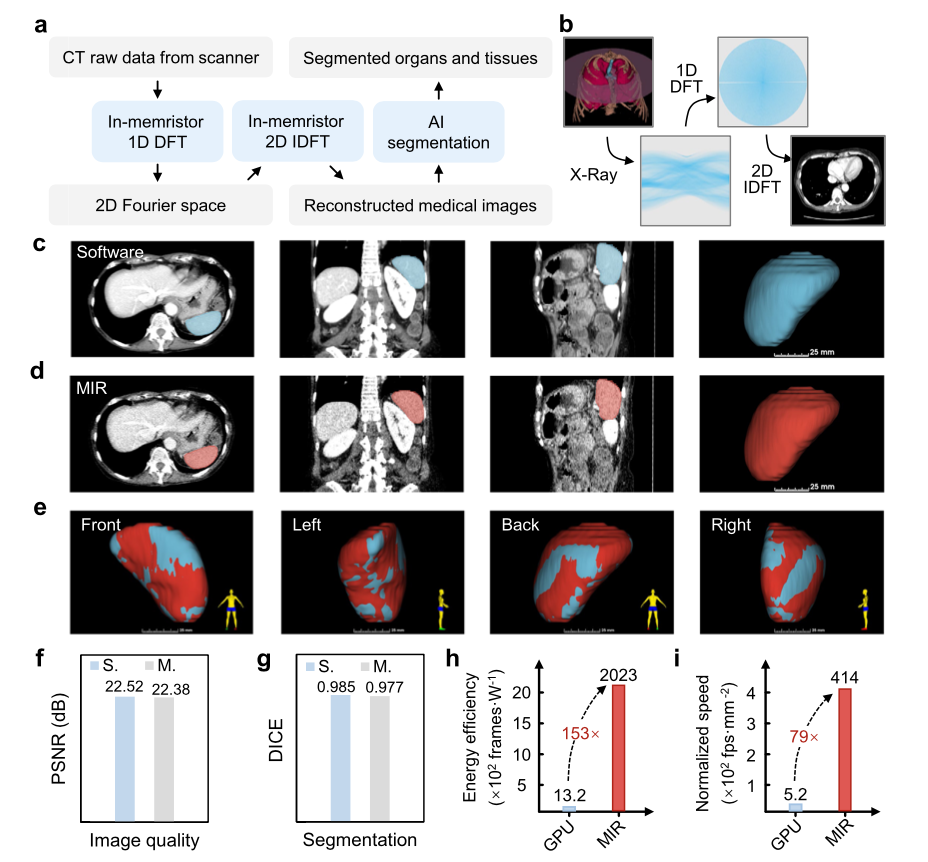 a
CT raw data from scanner
Segmented organs and tissues
In-memristor
1D DFT
In-memristor
2D IDFT
AI
segmentation
2D Fourier space
Reconstructed medical images
b
1D
DFT
X-Ray
2D
IDFT
c
Software
25 mm
d
MIR
25 mm
e
Front
Left
Back
Right
f
S. M.
22.52 22.38
PSNR (dB)
Image quality
g
S. M.
0.985 0.977
DICE
Segmentation
h
Energy efficiency
(×10² frames·W⁻¹)
20
15
10
5
2023
153×
13.2
GPU
MIR
i
Normalized speed
(×10² fps·mm⁻²)
4
3
2
1
414
79×
5.2
GPU
MIR